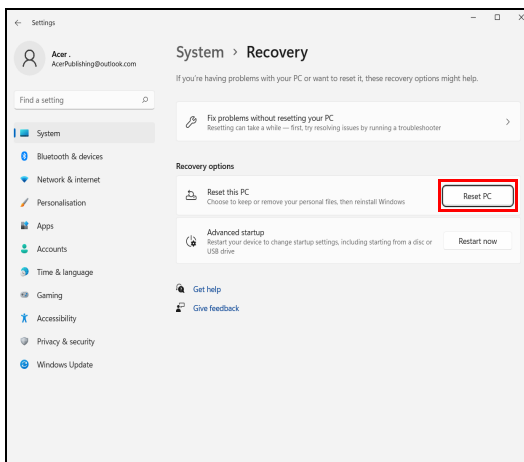 Settings
Acer .
AcerPublishing@outlook.com
Find a setting
System
Bluetooth & devices
Network & internet
Personalisation
Apps
Accounts
Time & language
Gaming
Accessibility
Privacy & security
Windows Update
System > Recovery
If you're having problems with your PC or want to reset it, these recovery options might help.
Fix problems without resetting your PC
Resetting can take a while — first, try resolving issues by running a troubleshooter
Recovery options
Reset this PC
Choose to keep or remove your personal files, then reinstall Windows
Reset PC
Advanced startup
Restart your device to change startup settings, including starting from a disc or
USB drive
Restart now
Get help
Give feedback